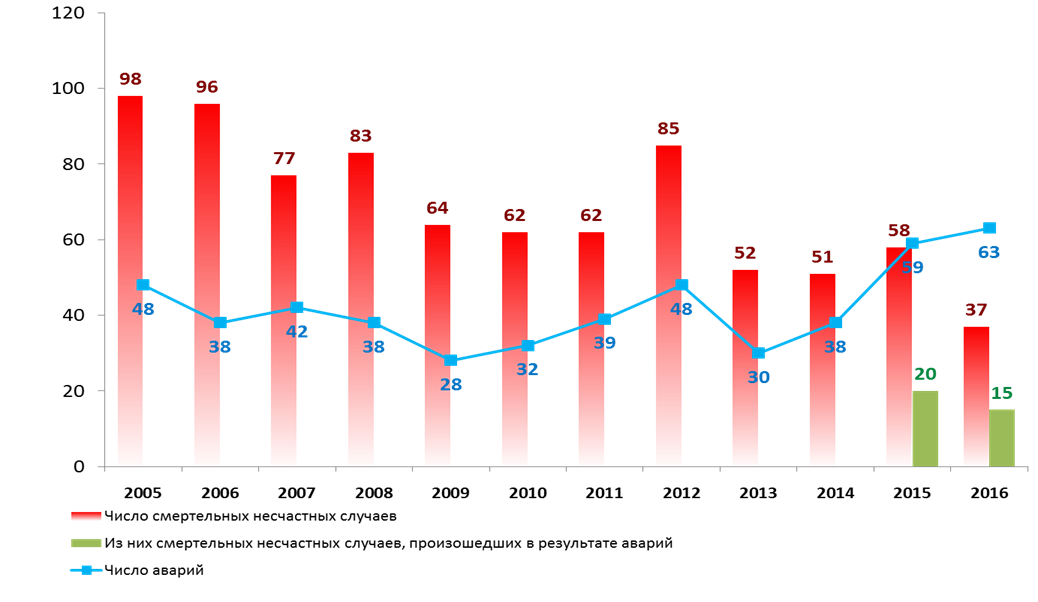 120
100
80
60
40
20
0
98 96 77 83 64 62 62 85 52 51 58 37
48 38 42 38 28 32 39 48 30 38 59 63
20 15
2005 2006 2007 2008 2009 2010 2011 2012 2013 2014 2015 2016
Число смертельных несчастных случаев
Из них смертельных несчастных случаев, произошедших в результате аварий
Число аварий